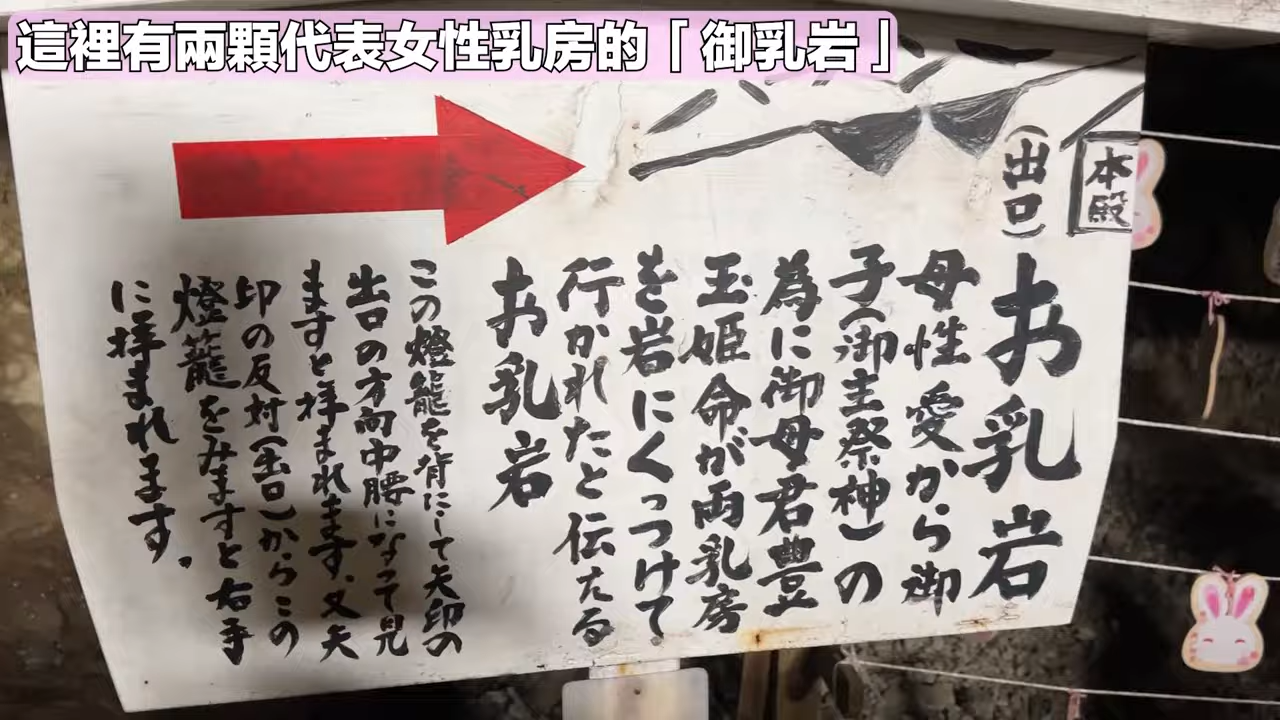 這裡有兩顆代表女性乳房的「御乳岩」
本殿
(出口)
お乳岩
母性愛から御
子(御主祭神)の
為に御母君豊
玉姫命が両乳房
を岩にくっつけて
行かれたと伝たる
お乳岩
この燈籠を背にして矢印の
出口の方向中腰になって見
ますと拝まれます。又矢
印の反対(出口)からこの
燈籠をみますと右手
に拝まれます。